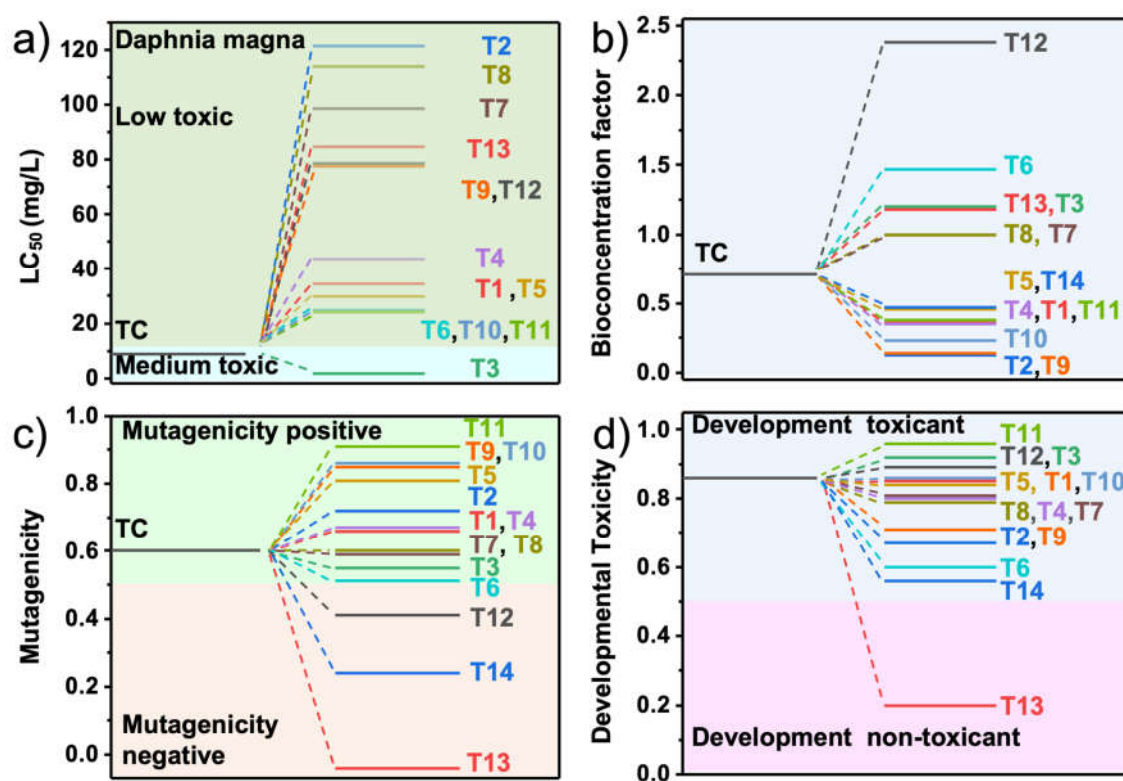 a)
Daphnia magna
Low toxic
TC
Medium toxic
LC50 (mg/L)
120
100
80
60
40
20
0
T2
T8
T7
T13
T9,T12
T4
T1 ,T5
T6,T10,T11
T3
b)
Bioconcentration factor
2.5
2.0
1.5
1.0
0.5
0.0
TC
T12
T6
T13,T3
T8, T7
T5,T14
T4,T1,T11
T10
T2,T9
c)
Mutagenicity
1.0
0.8
0.6
0.4
0.2
0.0
Mutagenicity positive
TC
Mutagenicity
negative
T11
T9,T10
T5
T2
T1,T4
T7, T8
T3
T6
T12
T14
T13
d)
Developmental Toxicity
1.0
0.8
0.6
0.4
0.2
0.0
Development toxicant
Development non-toxicant
T11
T12,T3
T5, T1,T10
T8,T4,T7
T2,T9
T6
T14
T13